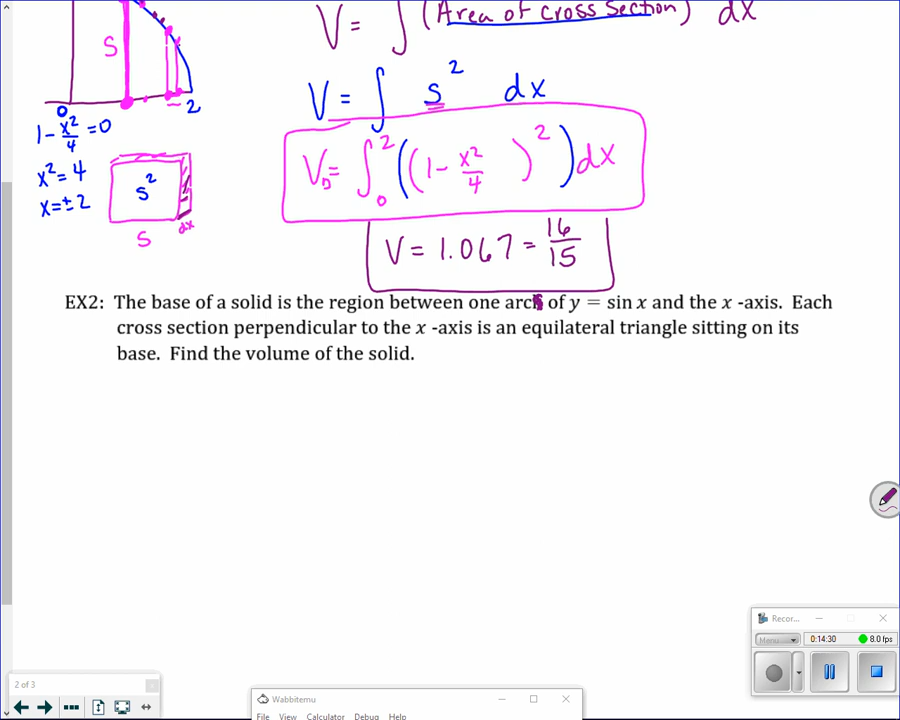 V = ∫ (Area of Cross Section) dx
S
V = ∫ s² dx
0 2
1 - x²/4 = 0
x² = 4
x = ±2
s²
S dx
V = ∫₀² ((1 - x²/4)²) dx
V = 1.067 = 16/15
EX2: The base of a solid is the region between one arch of y = sin x and the x -axis. Each
cross section perpendicular to the x -axis is an equilateral triangle sitting on its
base. Find the volume of the solid.
Recor...
Menu 0:14:30 8.0 fps
2 of 3
Wabbitemu
File View Calculator Debug Help